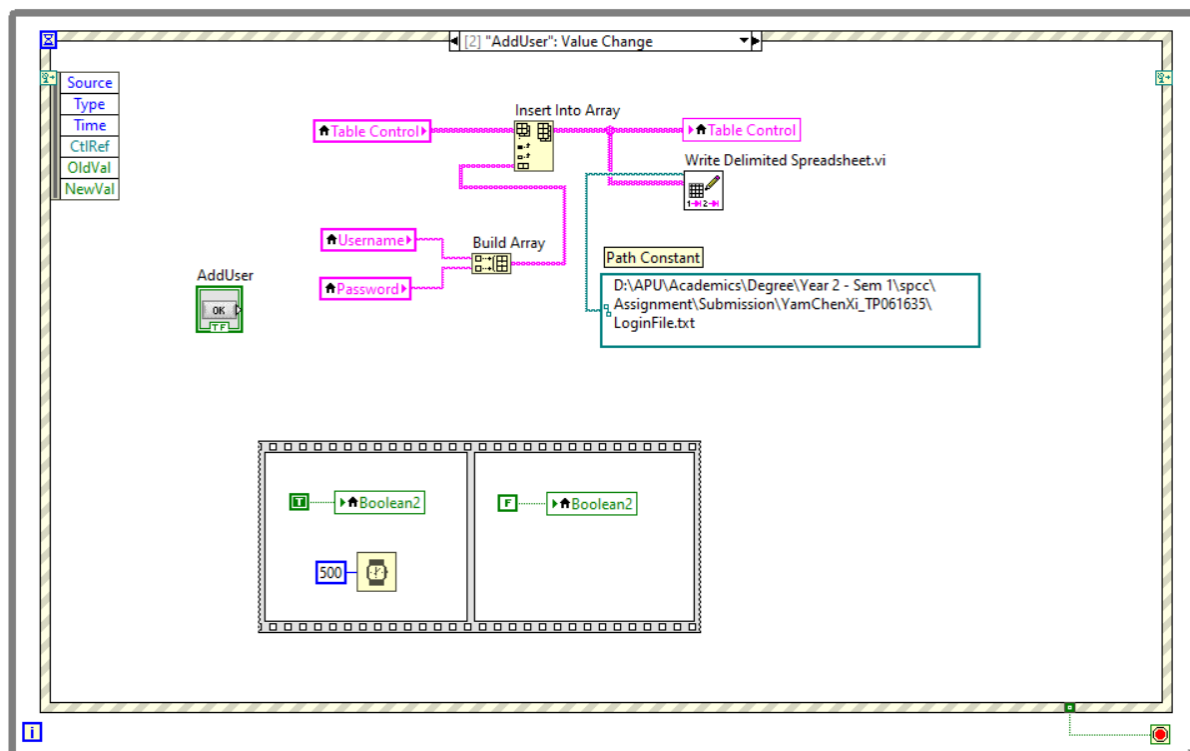 [2] "AddUser": Value Change
Source
Type
Time
CtlRef
OldVal
NewVal
Insert Into Array
Table Control
Table Control
Write Delimited Spreadsheet.vi
1 2
Username
Build Array
Password
Path Constant
D:\APU\Academics\Degree\Year 2 - Sem 1\spcc\
Assignment\Submission\YamChenXi_TP061635\
LoginFile.txt
AddUser
OK
TF
T
Boolean2
F
Boolean2
500
i